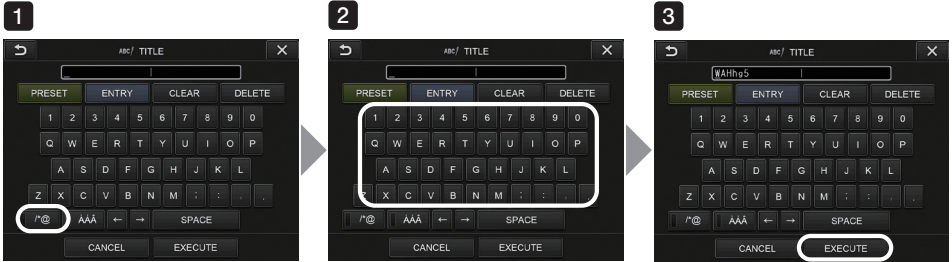 1
ABC/ TITLE
_
PRESET ENTRY CLEAR DELETE
1 2 3 4 5 6 7 8 9 0
Q W E R T Y U I O P
A S D F G H J K L
Z X C V B N M : ; , .
/*@ ÀÁÂ ← → SPACE
CANCEL EXECUTE
2
ABC/ TITLE
_
PRESET ENTRY CLEAR DELETE
1 2 3 4 5 6 7 8 9 0
Q W E R T Y U I O P
A S D F G H J K L
Z X C V B N M : ; , .
/*@ ÀÁÂ ← → SPACE
CANCEL EXECUTE
3
ABC/ TITLE
WAHhg5
PRESET ENTRY CLEAR DELETE
1 2 3 4 5 6 7 8 9 0
Q W E R T Y U I O P
A S D F G H J K L
Z X C V B N M : ; , .
/*@ ÀÁÂ ← → SPACE
CANCEL EXECUTE